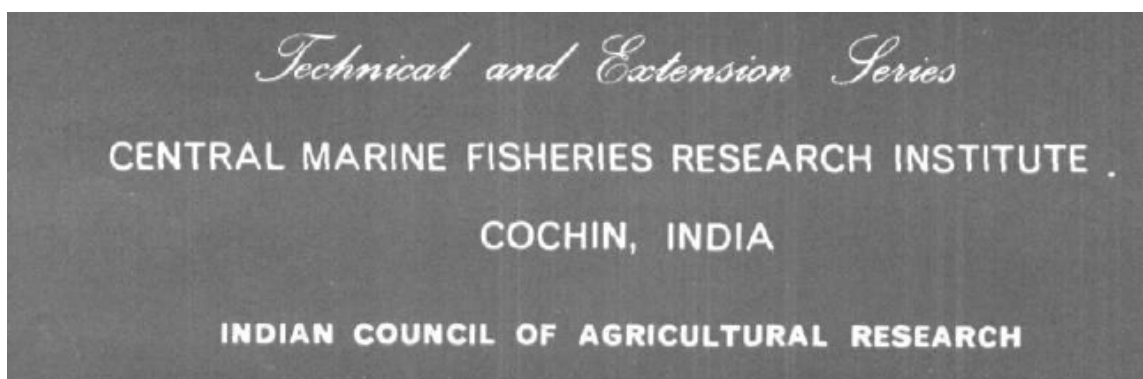 Technical and Extension Series
CENTRAL MARINE FISHERIES RESEARCH INSTITUTE .
COCHIN, INDIA
INDIAN COUNCIL OF AGRICULTURAL RESEARCH